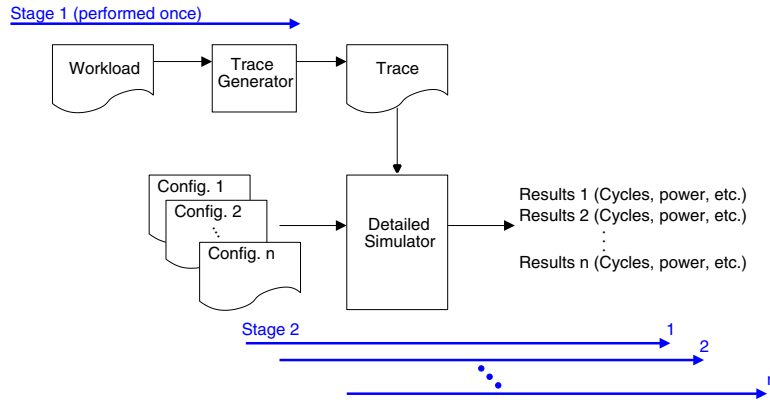 Stage 1 (performed once)
Workload
Trace
Generator
Trace
Config. 1
Config. 2
Config. n
Detailed
Simulator
Results 1 (Cycles, power, etc.)
Results 2 (Cycles, power, etc.)
Results n (Cycles, power, etc.)
Stage 2
1
2
n